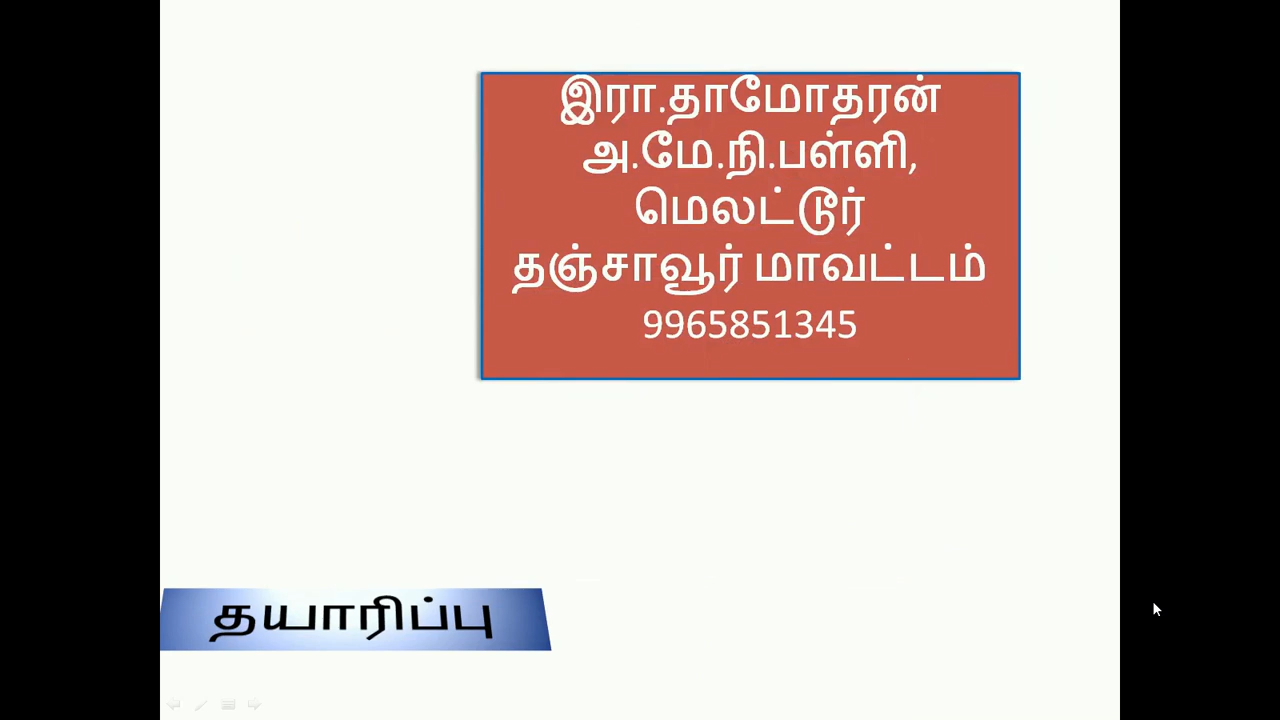 இரா.தாமோதரன்
அ.மே.நி.பள்ளி,
மெலட்டூர்
தஞ்சாவூர் மாவட்டம்
9965851345
தயாரிப்பு